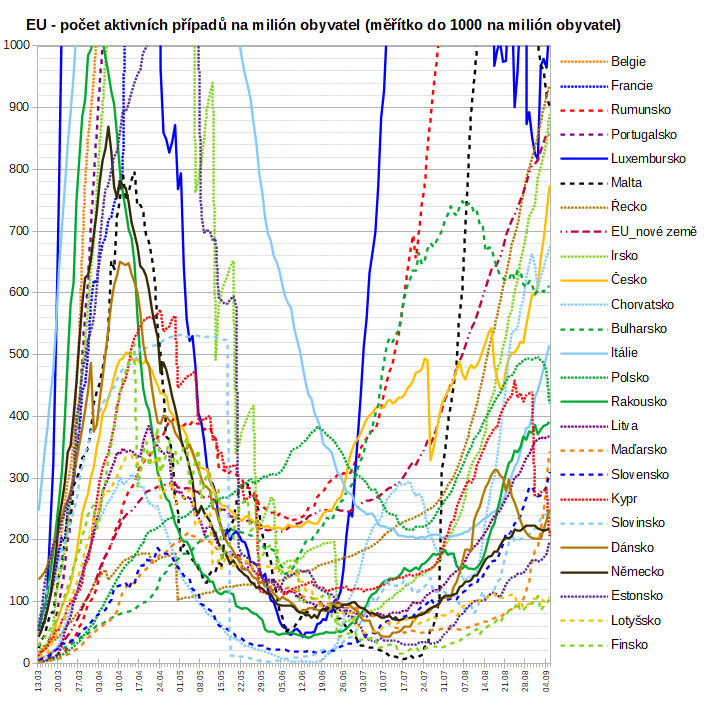 EU - počet aktivních případů na milión obyvatel (měřítko do 1000 na milión obyvatel)
1000
900
800
700
600
500
400
300
200
100
0
13.03
20.03
27.03
03.04
10.04
17.04
24.04
01.05
08.05
15.05
22.05
29.05
05.06
12.06
19.06
26.06
03.07
10.07
17.07
24.07
31.07
07.08
14.08
21.08
28.08
04.09
Belgie
Francie
Rumunsko
Portugalsko
Luxembursko
Malta
Řecko
EU_nové země
Irsko
Česko
Chorvatsko
Bulharsko
Itálie
Polsko
Rakousko
Litva
Maďarsko
Slovensko
Kypr
Slovinsko
Dánsko
Německo
Estonsko
Lotyšsko
Finsko